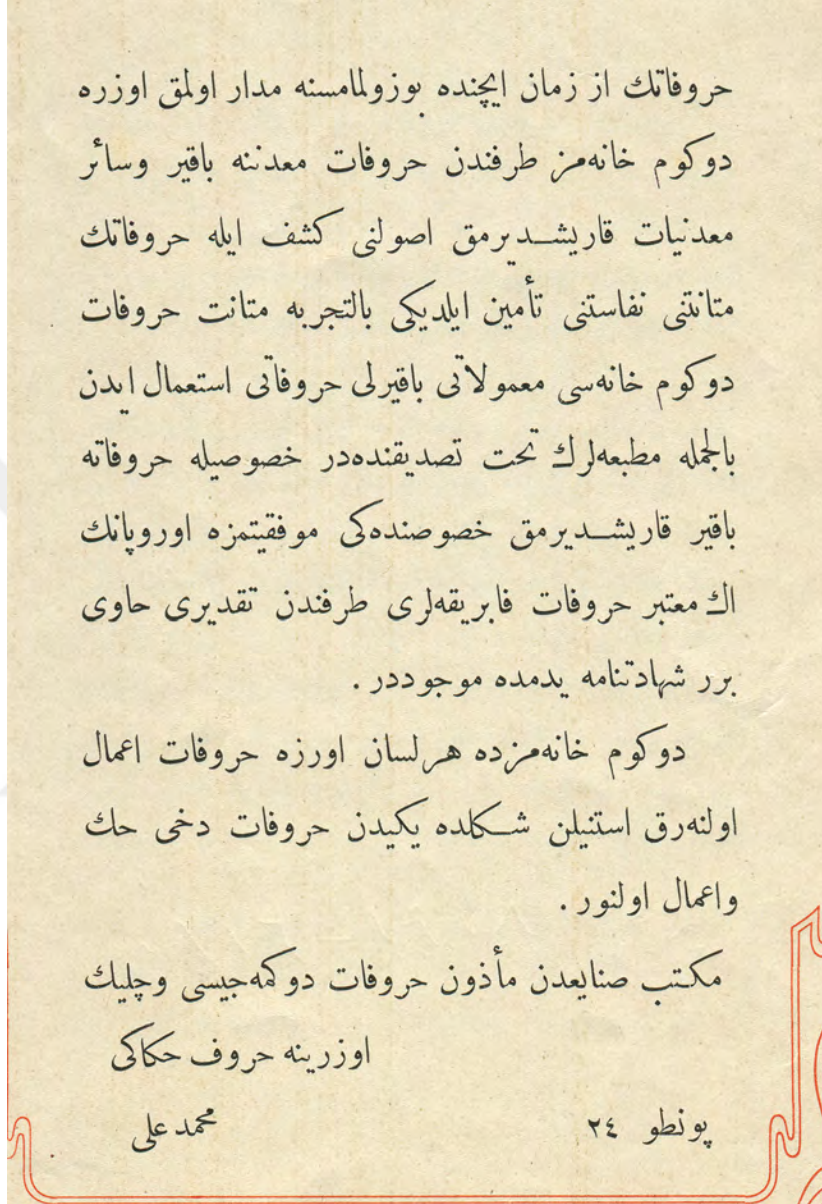 حروفاتك از زمان ایچنده بوزولمامسنه مدار اولمق اوزره
دوكوم خانه‌مز طرفندن حروفات معدننه باقیر وسائر
معدنیات قاریشدیرمق اصولنی كشف ایله حروفاتك
متانتنی نفاستنی تأمین ایلدیكی بالتجربه متانت حروفات
دوكوم خانه‌سی معمولاتی باقیرلی حروفاتی استعمال ایدن
بالجمله مطبعه‌لرك تحت تصدیقنده‌در خصوصیله حروفاته
باقیر قاریشدیرمق خصوصنده‌كی موفقیتمزه اوروپانك
اك معتبر حروفات فابریقه‌لری طرفندن تقدیری حاوی
برر شهادتنامه یدمده موجوددر .
دوكوم خانه‌مزده هرلسان اورزه حروفات اعمال
اولنه‌رق استنیلن شكلده یكیدن حروفات دخی حك
واعمال اولنور .
مكتب صنایعدن مأذون حروفات دوكمه‌جیسی وچلیك
اوزرینه حروف حكاكی
پونطو ٢٤ محمد علی